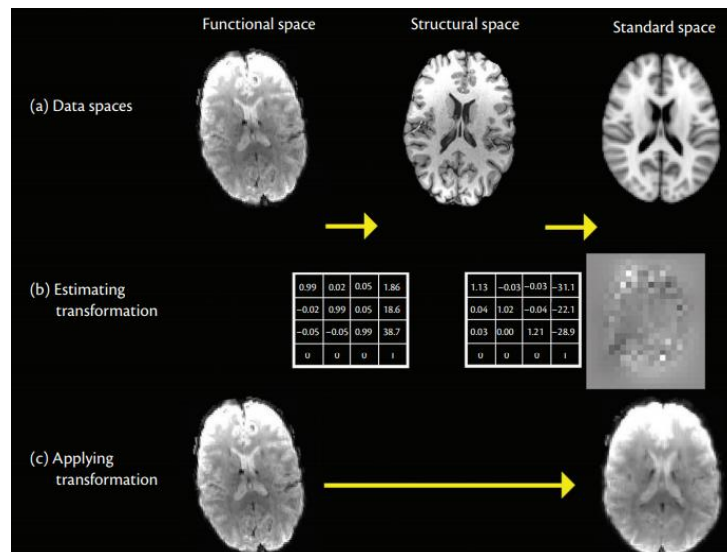 Functional space
Structural space
Standard space
(a) Data spaces
(b) Estimating
transformation
0.99 0.02 0.05 1.86
-0.02 0.99 0.05 18.6
-0.05 -0.05 0.99 38.7
0 0 0 1
1.13 -0.03 -0.03 -31.1
0.04 1.02 -0.04 -22.1
0.03 0.00 1.21 -28.9
0 0 0 1
(c) Applying
transformation